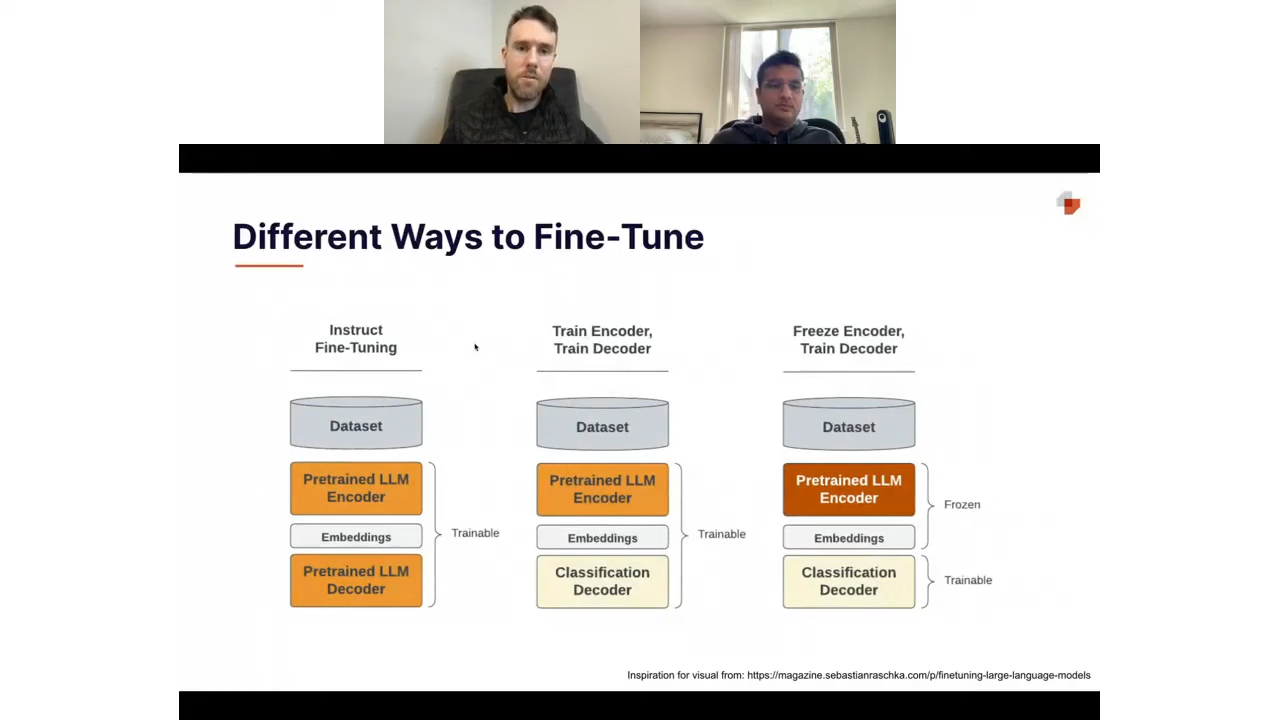 Different Ways to Fine-Tune
Instruct
Fine-Tuning
Dataset
Pretrained LLM
Encoder
Embeddings
Pretrained LLM
Decoder
Trainable
Train Encoder,
Train Decoder
Dataset
Pretrained LLM
Encoder
Embeddings
Classification
Decoder
Trainable
Freeze Encoder,
Train Decoder
Dataset
Pretrained LLM
Encoder
Embeddings
Classification
Decoder
Frozen
Trainable
Inspiration for visual from: https://magazine.sebastianraschka.com/p/finetuning-large-language-models